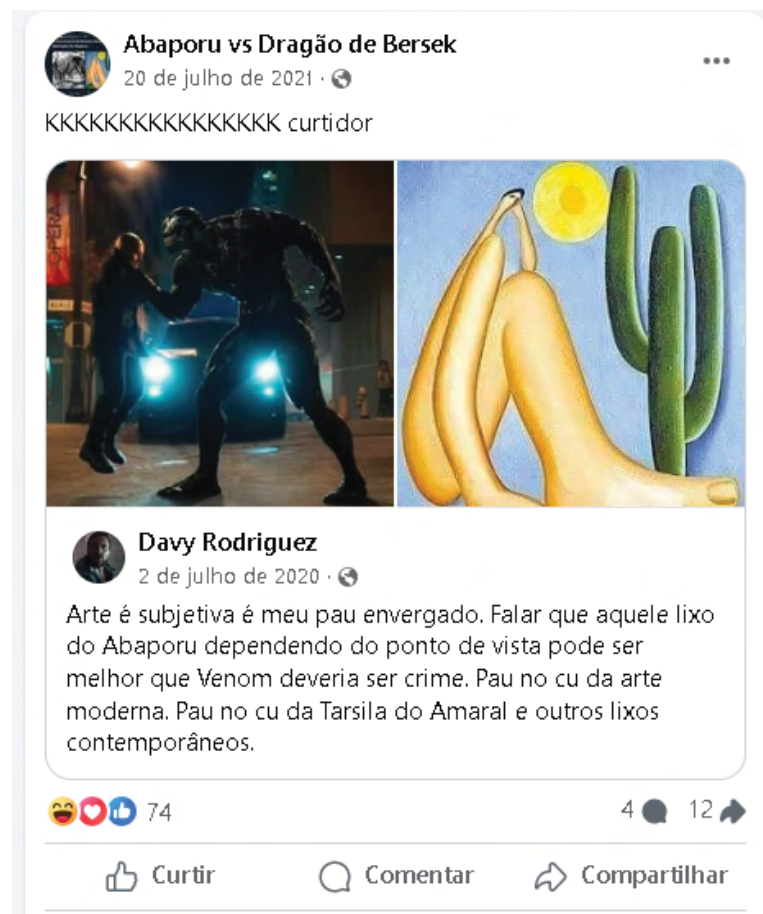 Abaporu vs Dragão de Bersek
20 de julho de 2021 ·
KKKKKKKKKKKKKKKK curtidor
OPERA
Davy Rodriguez
2 de julho de 2020 ·
Arte é subjetiva é meu pau envergado. Falar que aquele lixo
do Abaporu dependendo do ponto de vista pode ser
melhor que Venom deveria ser crime. Pau no cu da arte
moderna. Pau no cu da Tarsila do Amaral e outros lixos
contemporâneos.
74
4 12
Curtir Comentar Compartilhar